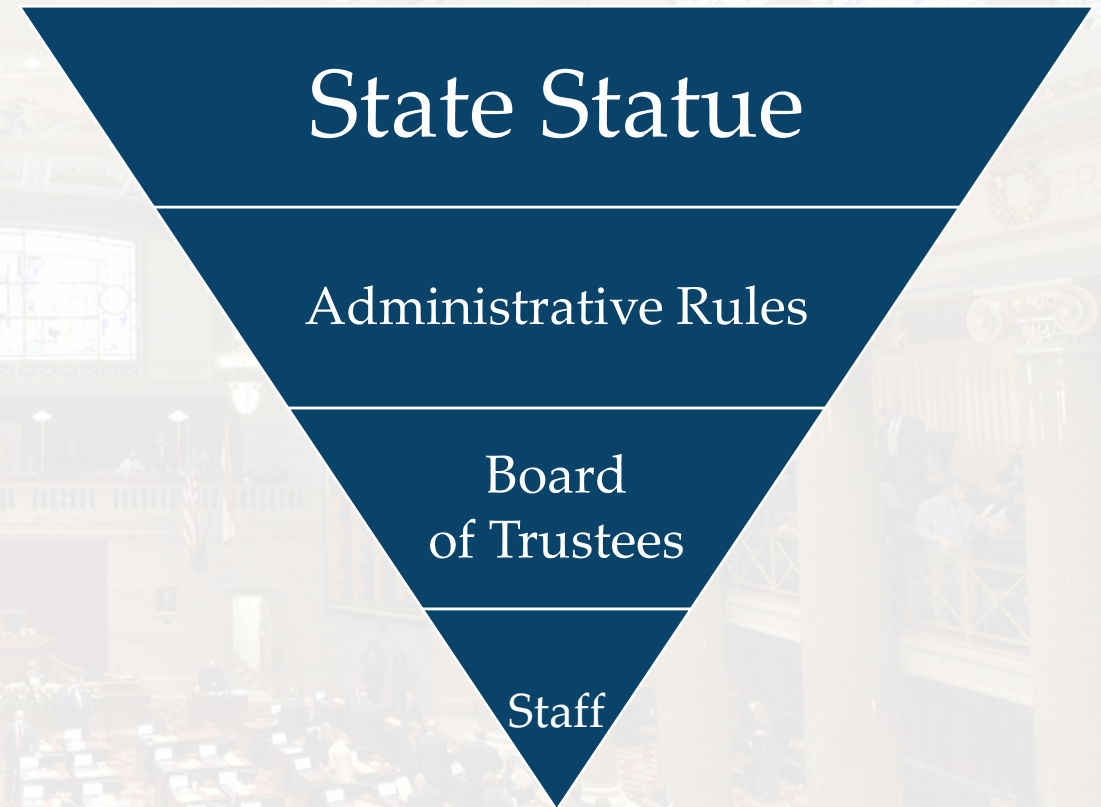 State Statue
Administrative Rules
Board
of Trustees
Staff